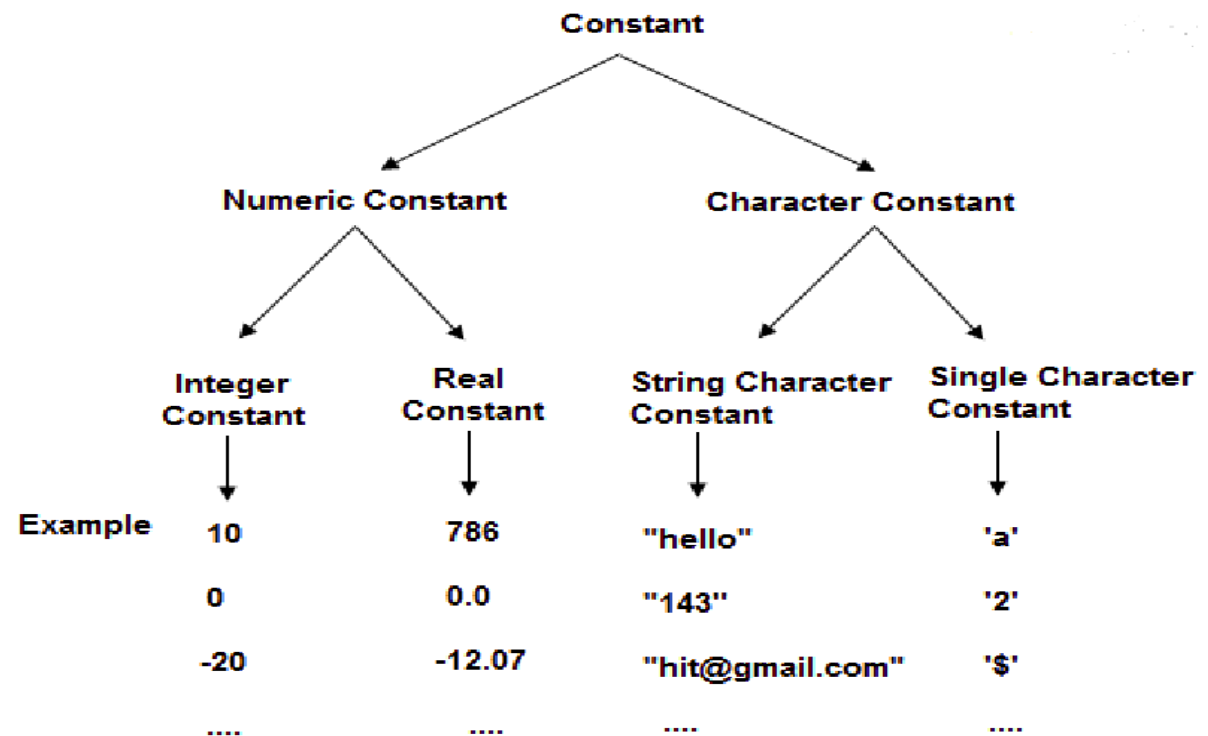 Constant
Numeric Constant
Character Constant
Integer
Constant
Real
Constant
String Character
Constant
Single Character
Constant
Example
10
786
"hello"
'a'
0
0.0
"143"
'2'
-20
-12.07
"hit@gmail.com"
'$'
....
....
....
....